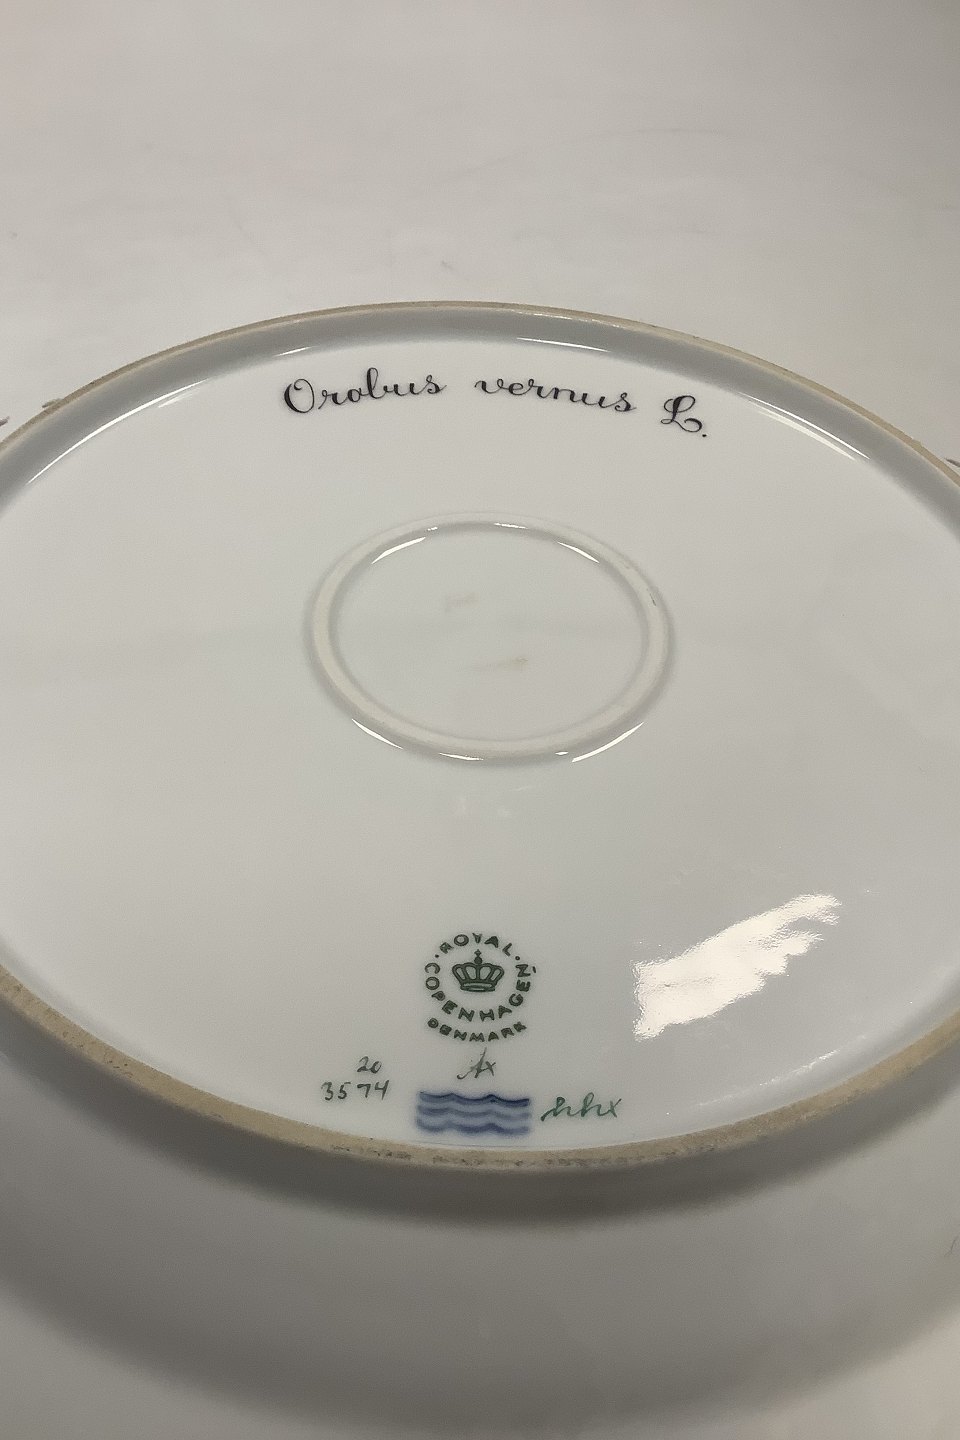 Orobus vernus L.
ROYAL
COPENHAGEN
DENMARK
20
3574